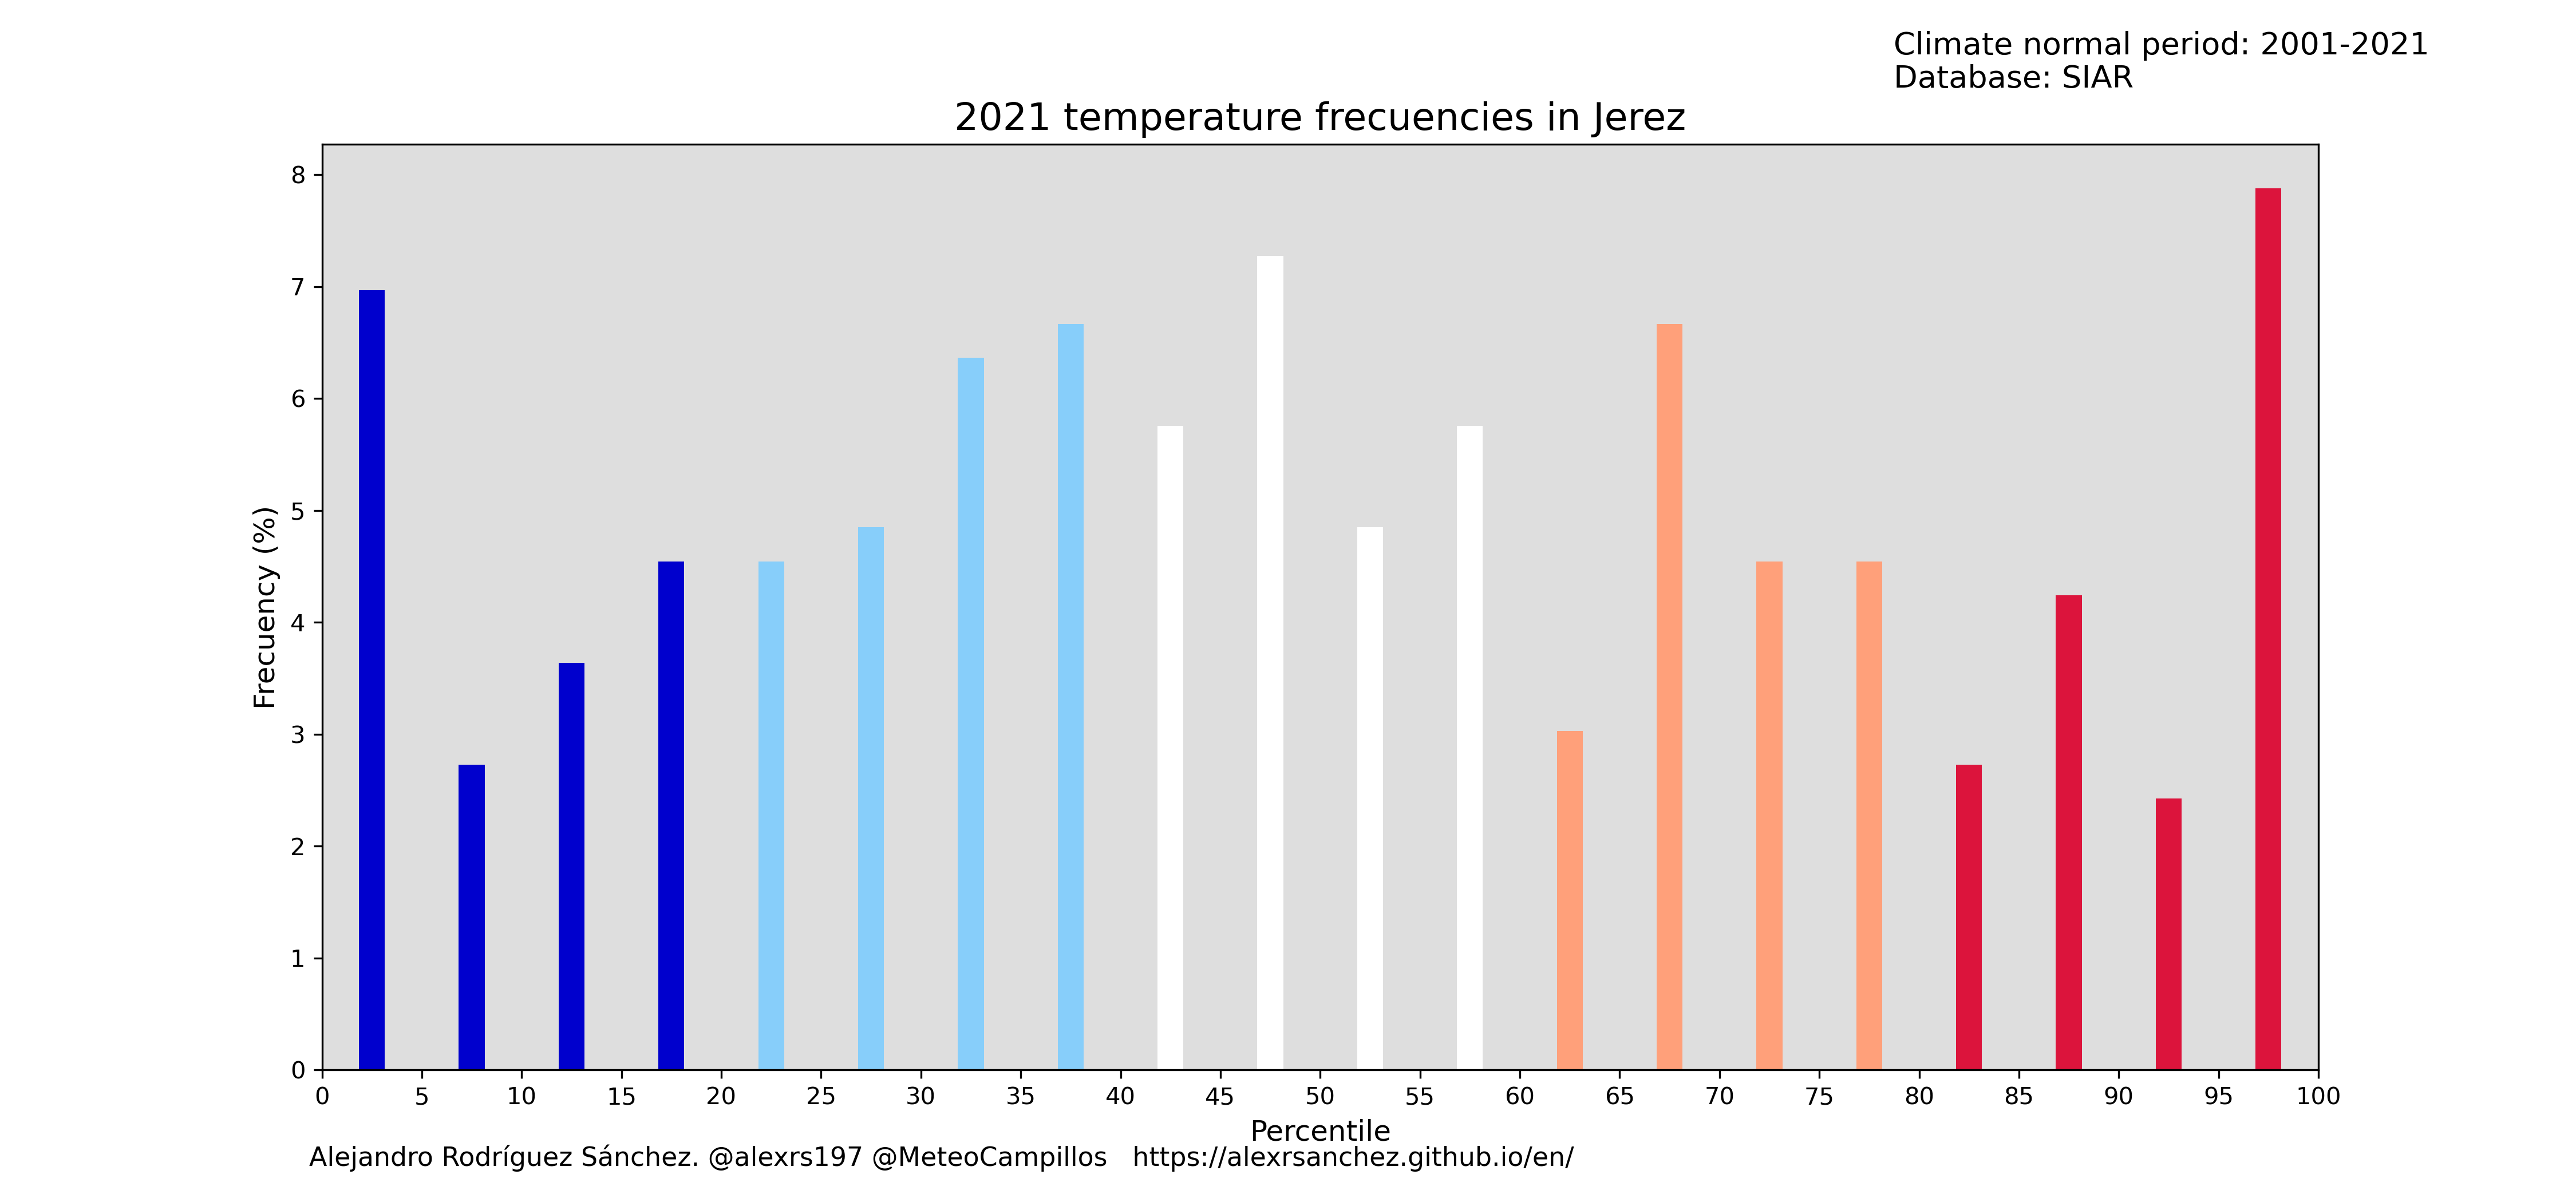 Climate normal period: 2001-2021
Database: SIAR
2021 temperature frecuencies in Jerez
8
7
6
5
4
3
2
1
0
Frecuency (%)
0 5 10 15 20 25 30 35 40 45 50 55 60 65 70 75 80 85 90 95 100
Percentile
Alejandro Rodríguez Sánchez. @alexrs197 @MeteoCampillos https://alexrsanchez.github.io/en/